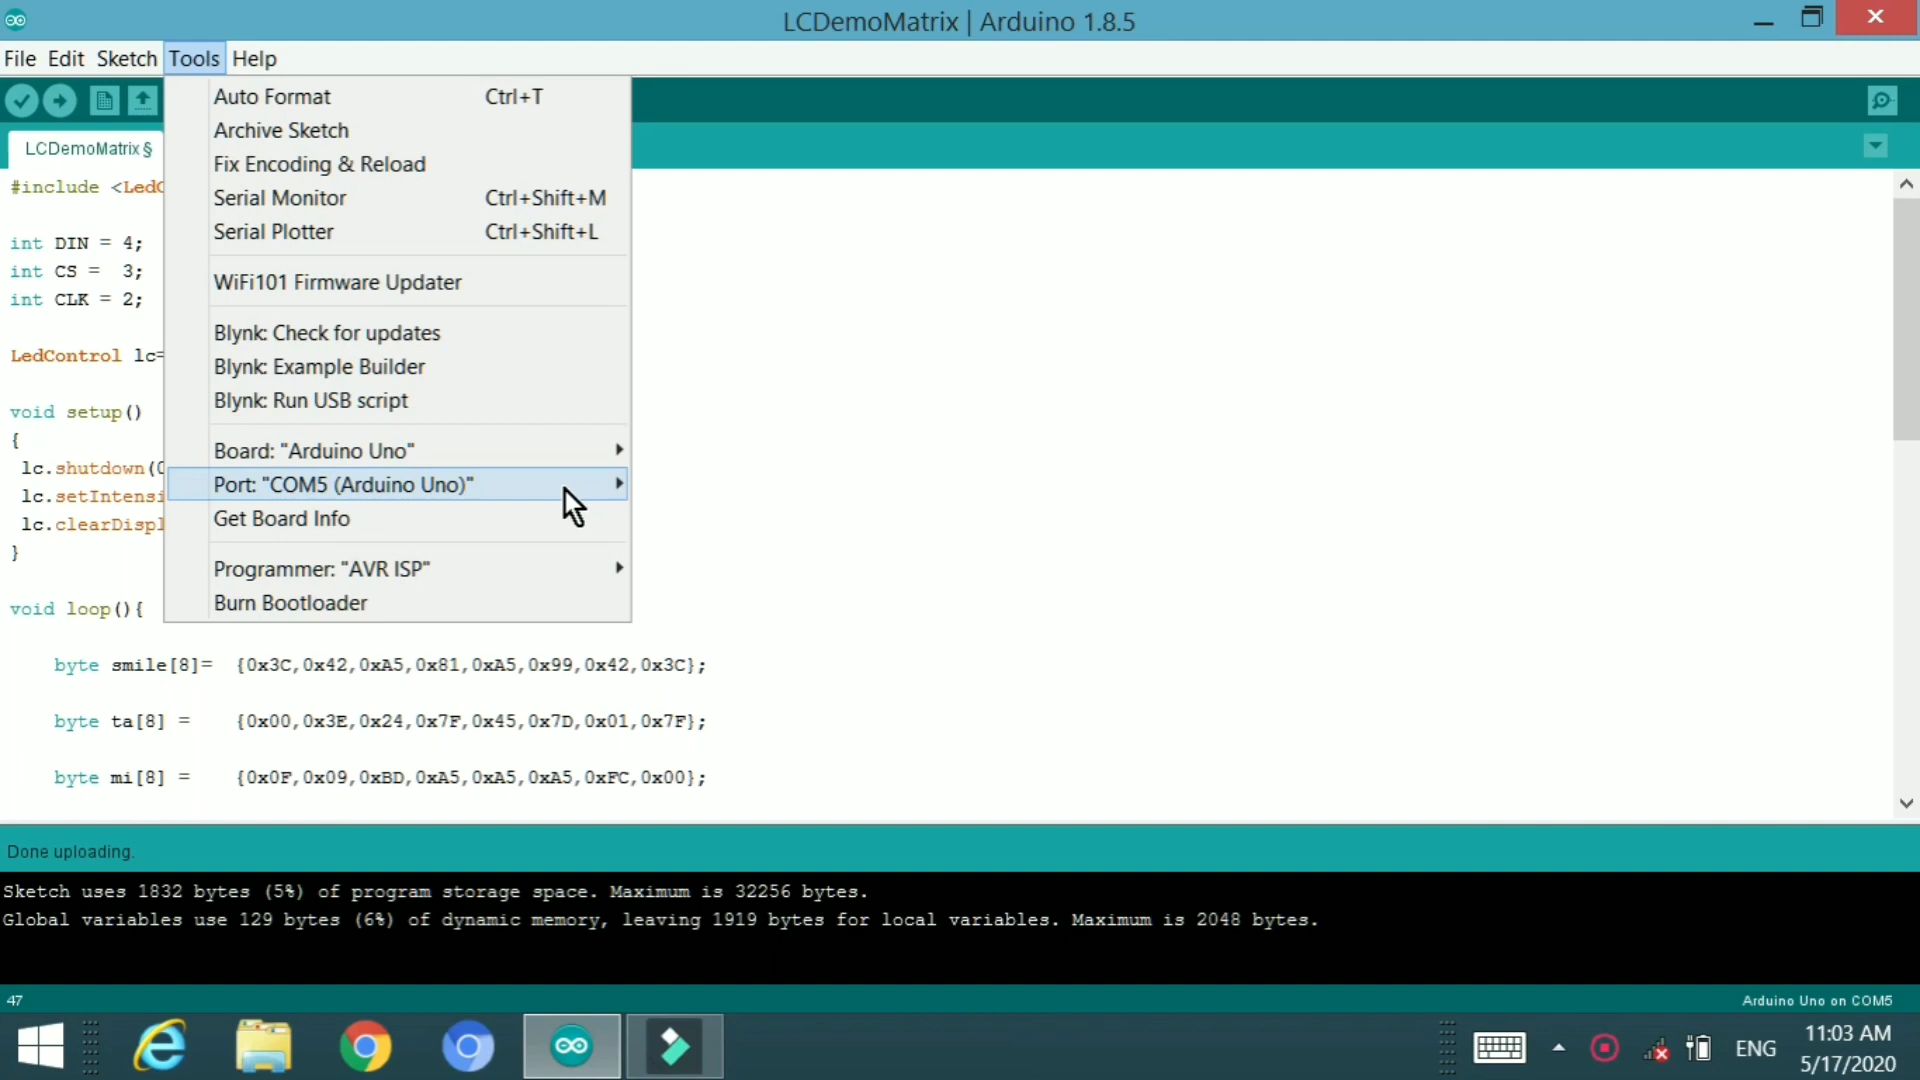 LCDemoMatrix | Arduino 1.8.5
File Edit Sketch Tools Help
Auto Format Ctrl+T
Archive Sketch
Fix Encoding & Reload
Serial Monitor Ctrl+Shift+M
Serial Plotter Ctrl+Shift+L
WiFi101 Firmware Updater
Blynk: Check for updates
Blynk: Example Builder
Blynk: Run USB script
Board: "Arduino Uno"
Port: "COM5 (Arduino Uno)"
Get Board Info
Programmer: "AVR ISP"
Burn Bootloader
LCDemoMatrix §
#include <LedC
int DIN = 4;
int CS =  3;
int CLK = 2;
LedControl lc=
void setup()
{
lc.shutdown(0
lc.setIntensi
lc.clearDispl
}
void loop(){
byte smile[8]=  {0x3C,0x42,0xA5,0x81,0xA5,0x99,0x42,0x3C};
byte ta[8] =    {0x00,0x3E,0x24,0x7F,0x45,0x7D,0x01,0x7F};
byte mi[8] =    {0x0F,0x09,0xBD,0xA5,0xA5,0xA5,0xFC,0x00};
Done uploading.
Sketch uses 1832 bytes (5%) of program storage space. Maximum is 32256 bytes.
Global variables use 129 bytes (6%) of dynamic memory, leaving 1919 bytes for local variables. Maximum is 2048 bytes.
47 Arduino Uno on COM5
ENG
11:03 AM
5/17/2020